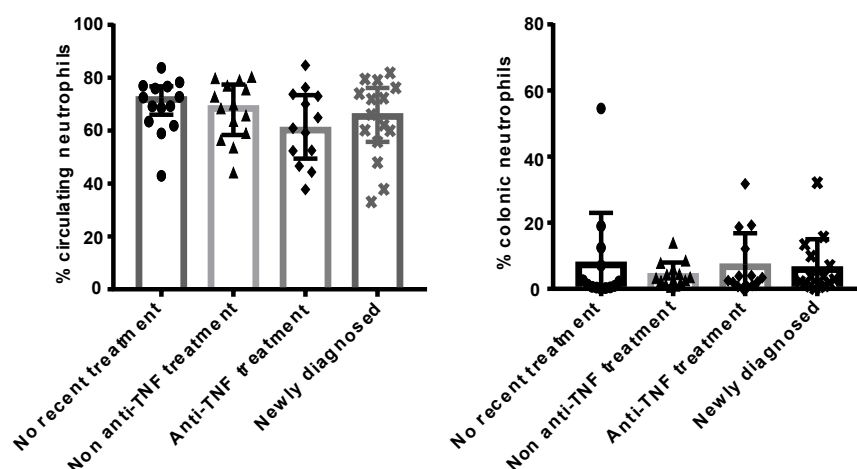 % circulating neutrophils
100
80
60
40
20
0
No recent treatment
Non anti-TNF treatment
Anti-TNF treatment
Newly diagnosed
% colonic neutrophils
80
60
40
20
0
No recent treatment
Non anti-TNF treatment
Anti-TNF treatment
Newly diagnosed